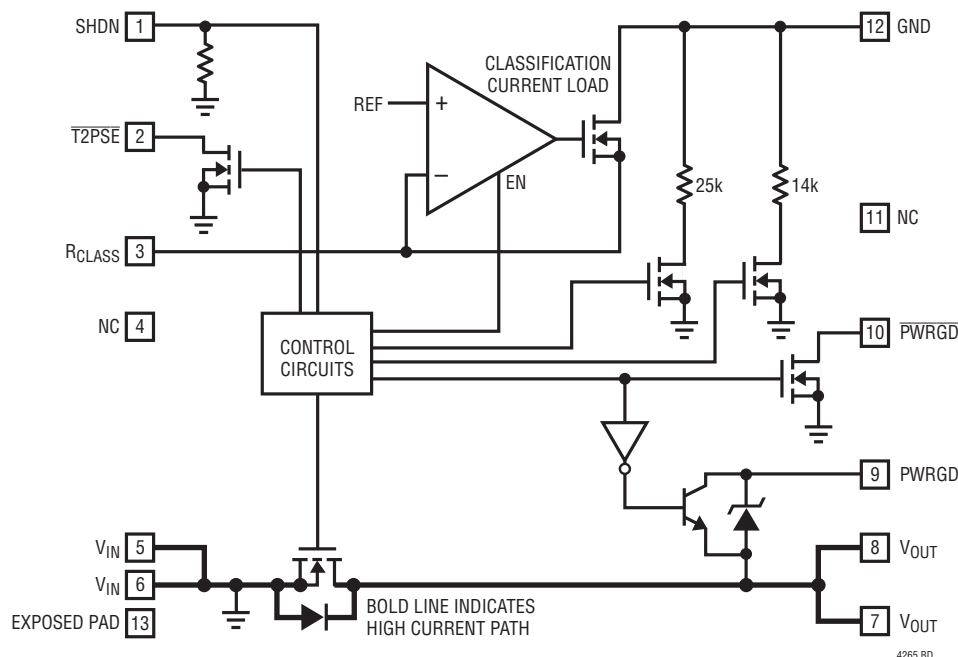 SHDN 1
12 GND
CLASSIFICATION
CURRENT LOAD
REF
+
T2PSE 2
–
EN
25k
14k
11 NC
RCLASS 3
NC 4
10 PWRGD
CONTROL
CIRCUITS
9 PWRGD
VIN 5
8 VOUT
VIN 6
BOLD LINE INDICATES
HIGH CURRENT PATH
EXPOSED PAD 13
7 VOUT
4265 BD